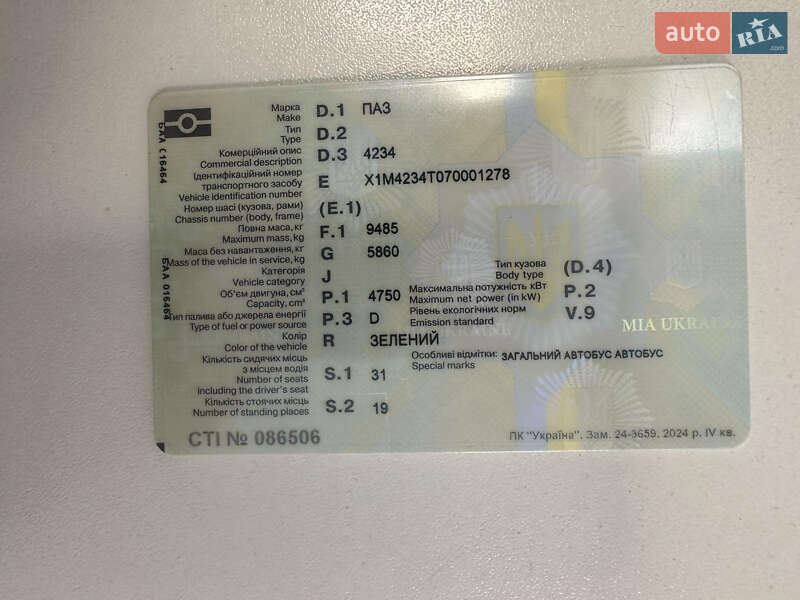 auto RIA .com
БАА 016464
Марка D.1 ПАЗ
Make
Тип D.2
Type
Комерційний опис D.3 4234
Commercial description
Ідентифікаційний номер
транспортного засобу E X1M4234T070001278
Vehicle identification number
Номер шасі (кузова, рами) (E.1)
Chassis number (body, frame)
Повна маса, кг F.1 9485
Maximum mass, kg
Маса без навантаження, кг G 5860
Mass of the vehicle in service, kg
Категорія J
Vehicle category
Об'єм двигуна, см³ P.1 4750
Capacity, cm³
Тип палива або джерела енергії P.3 D
Type of fuel or power source
Колір R ЗЕЛЕНИЙ
Color of the vehicle
Кількість сидячих місць
з місцем водія S.1 31
Number of seats
including the driver's seat
Кількість стоячих місць S.2 19
Number of standing places
Тип кузова (D.4)
Body type
Максимальна потужність кВт P.2
Maximum net power (in kW)
Рівень екологічних норм V.9
Emission standard
MIA UKRAINE
Особливі відмітки: ЗАГАЛЬНИЙ АВТОБУС АВТОБУС
Special marks
БАА 016464
СТІ № 086506
ПК "Україна". Зам. 24-3659. 2024 р. IV кв.